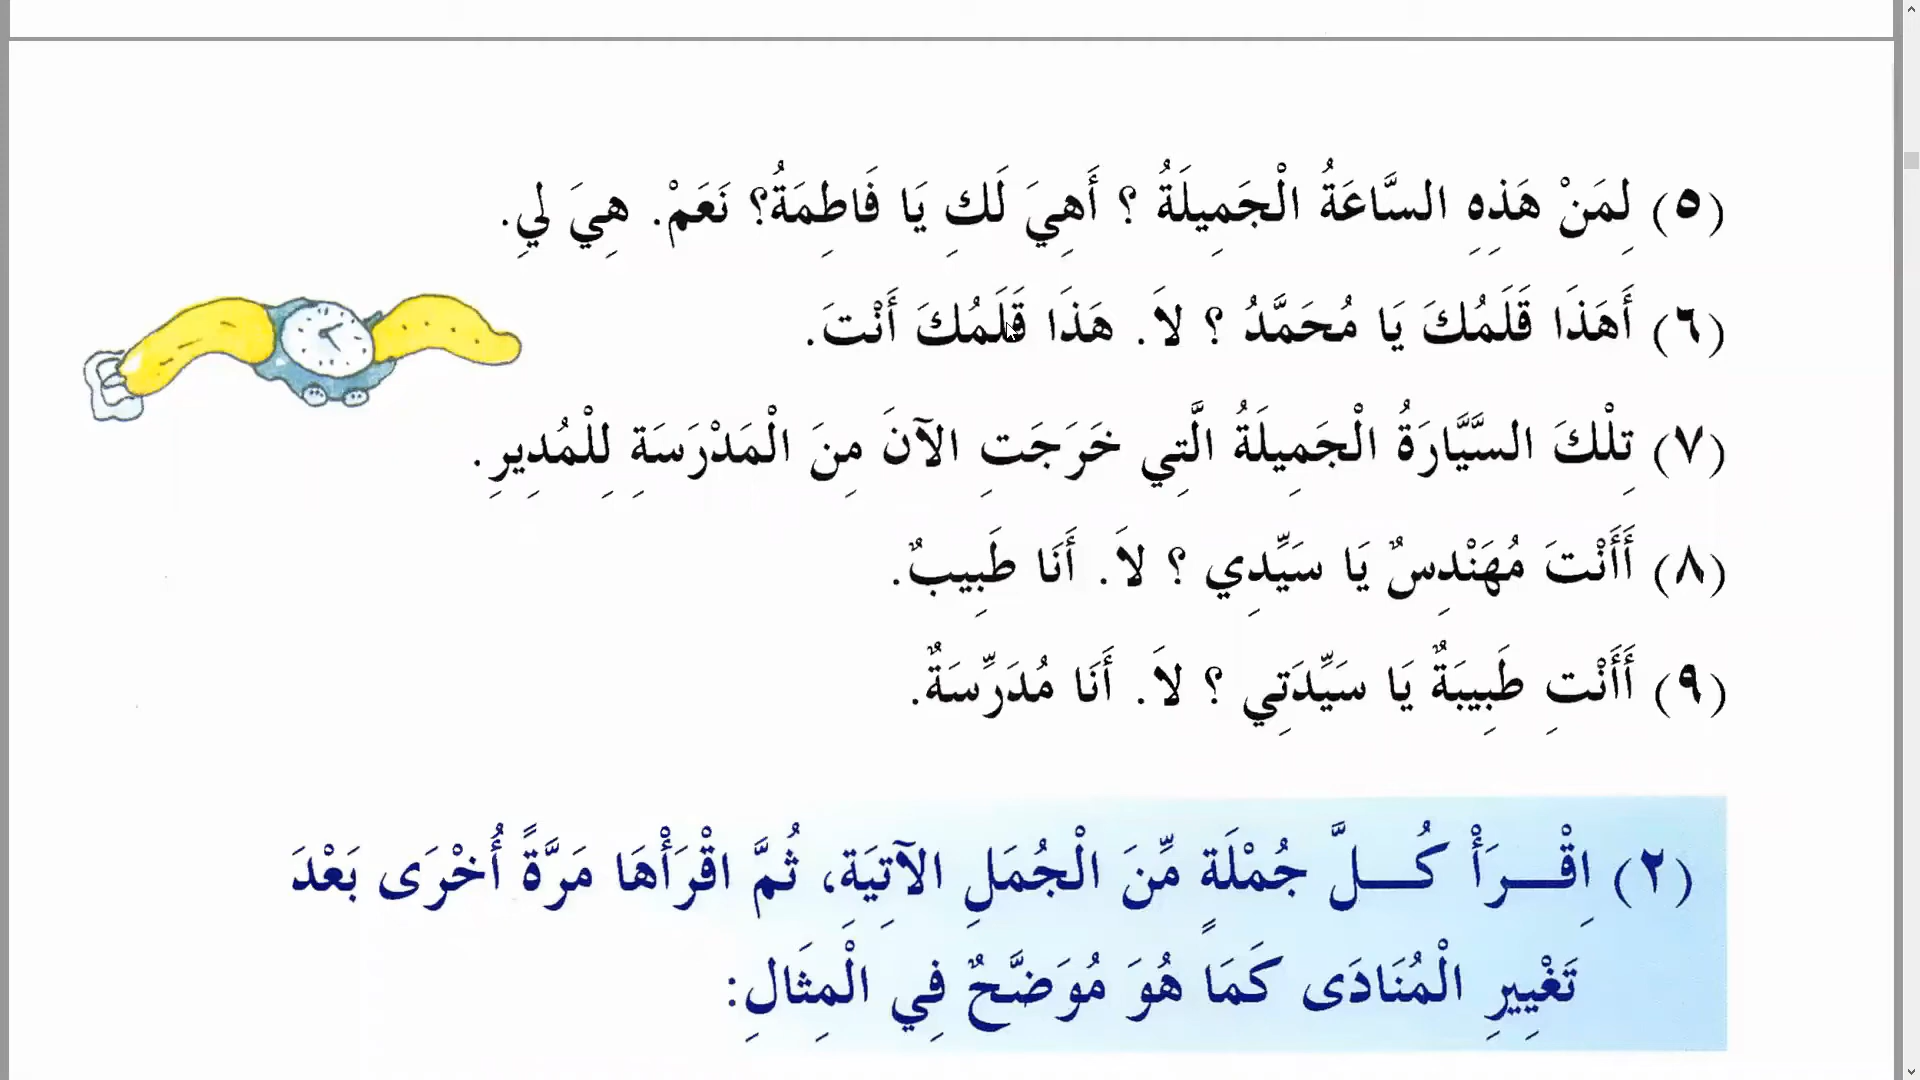 (٥) لِمَنْ هَذِهِ السَّاعَةُ الْجَمِيلَةُ ؟ أَهِيَ لَكِ يَا فَاطِمَةُ؟ نَعَمْ. هِيَ لِي.
(٦) أَهَذَا قَلَمُكَ يَا مُحَمَّدُ ؟ لاَ. هَذَا قَلَمُكَ أَنْتَ.
(٧) تِلْكَ السَّيَّارَةُ الْجَمِيلَةُ الَّتِي خَرَجَتِ الآنَ مِنَ الْمَدْرَسَةِ لِلْمُدِيرِ.
(٨) أَأَنْتَ مُهَنْدِسٌ يَا سَيِّدِي ؟ لاَ. أَنَا طَبِيبٌ.
(٩) أَأَنْتِ طَبِيبَةٌ يَا سَيِّدَتِي ؟ لاَ. أَنَا مُدَرِّسَةٌ.
(٢) اِقْــرَأْ كُــلَّ جُمْلَةٍ مِّنَ الْجُمَلِ الآتِيَةِ، ثُمَّ اقْرَأْهَا مَرَّةً أُخْرَى بَعْدَ
تَغْيِيرِ الْمُنَادَى كَمَا هُوَ مُوَضَّحٌ فِي الْمِثَالِ: